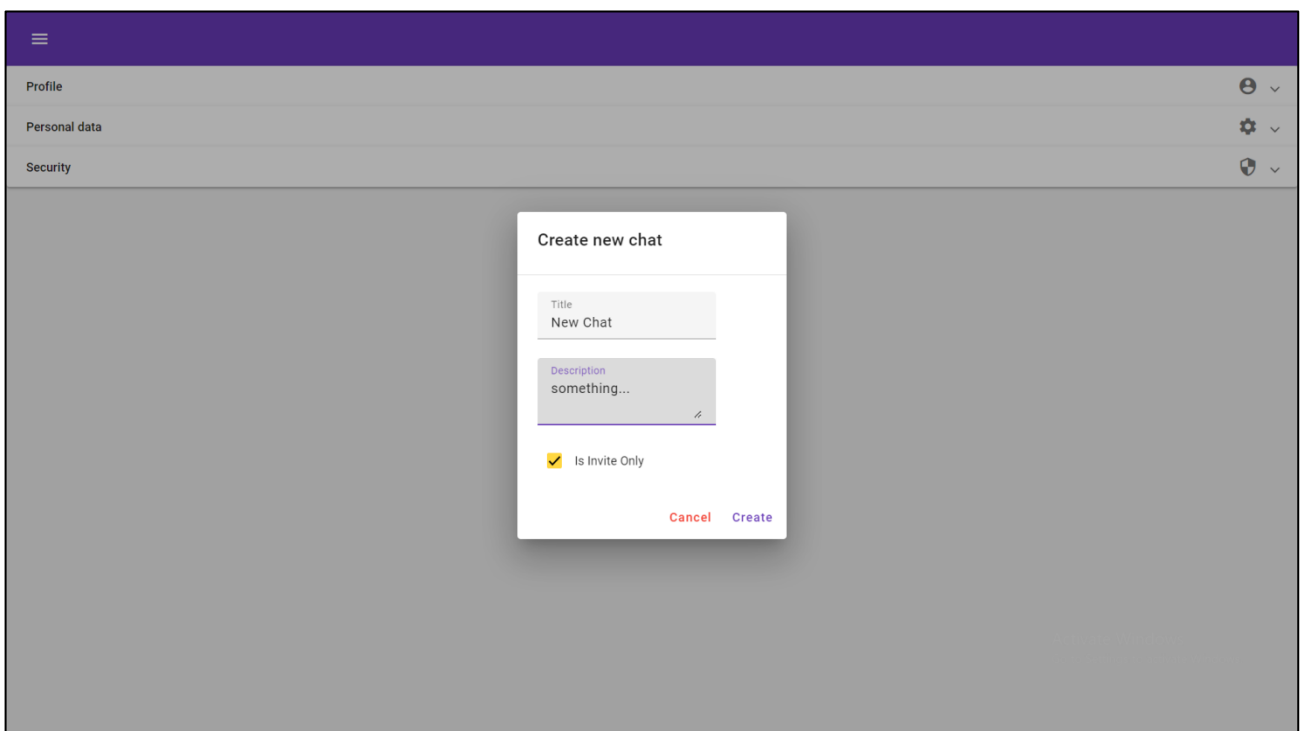 Profile
Personal data
Security
Create new chat
Title
New Chat
Description
something...
Is Invite Only
Cancel Create